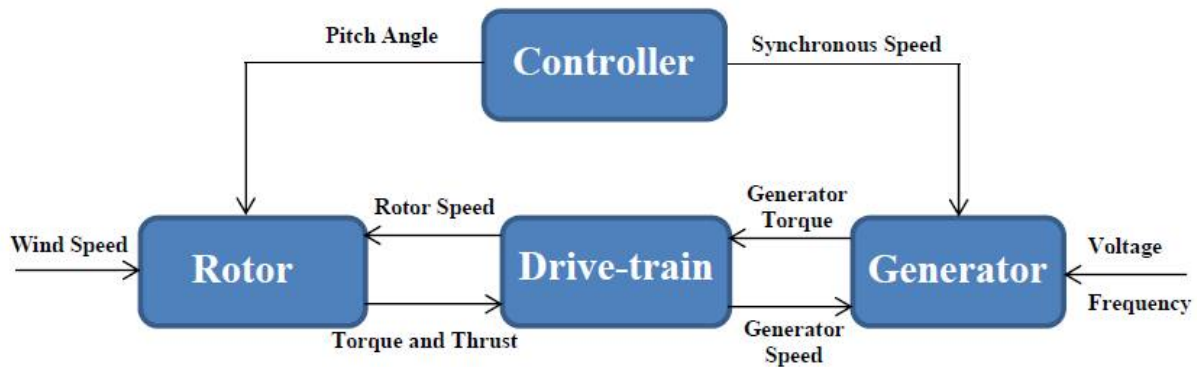 Pitch Angle
Controller
Synchronous Speed
Wind Speed
Rotor
Rotor Speed
Torque and Thrust
Drive-train
Generator
Torque
Generator
Speed
Generator
Voltage
Frequency